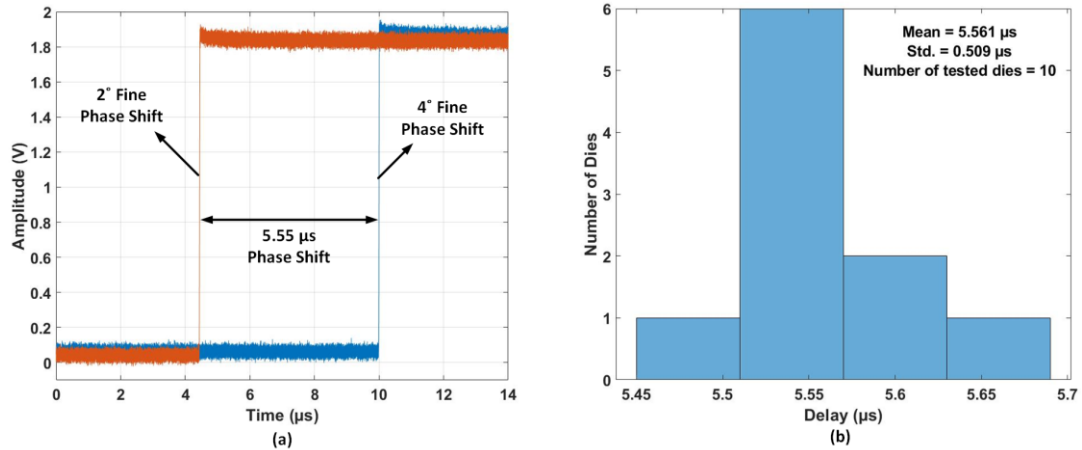 2
1.8
1.6
1.4
1.2
1
0.8
0.6
0.4
0.2
0
Amplitude (V)
2° Fine
Phase Shift
4° Fine
Phase Shift
5.55 µs
Phase Shift
0 2 4 6 8 10 12 14
Time (µs)
(a)
6
5
4
3
2
1
0
Number of Dies
Mean = 5.561 µs
Std. = 0.509 µs
Number of tested dies = 10
5.45 5.5 5.55 5.6 5.65 5.7
Delay (µs)
(b)